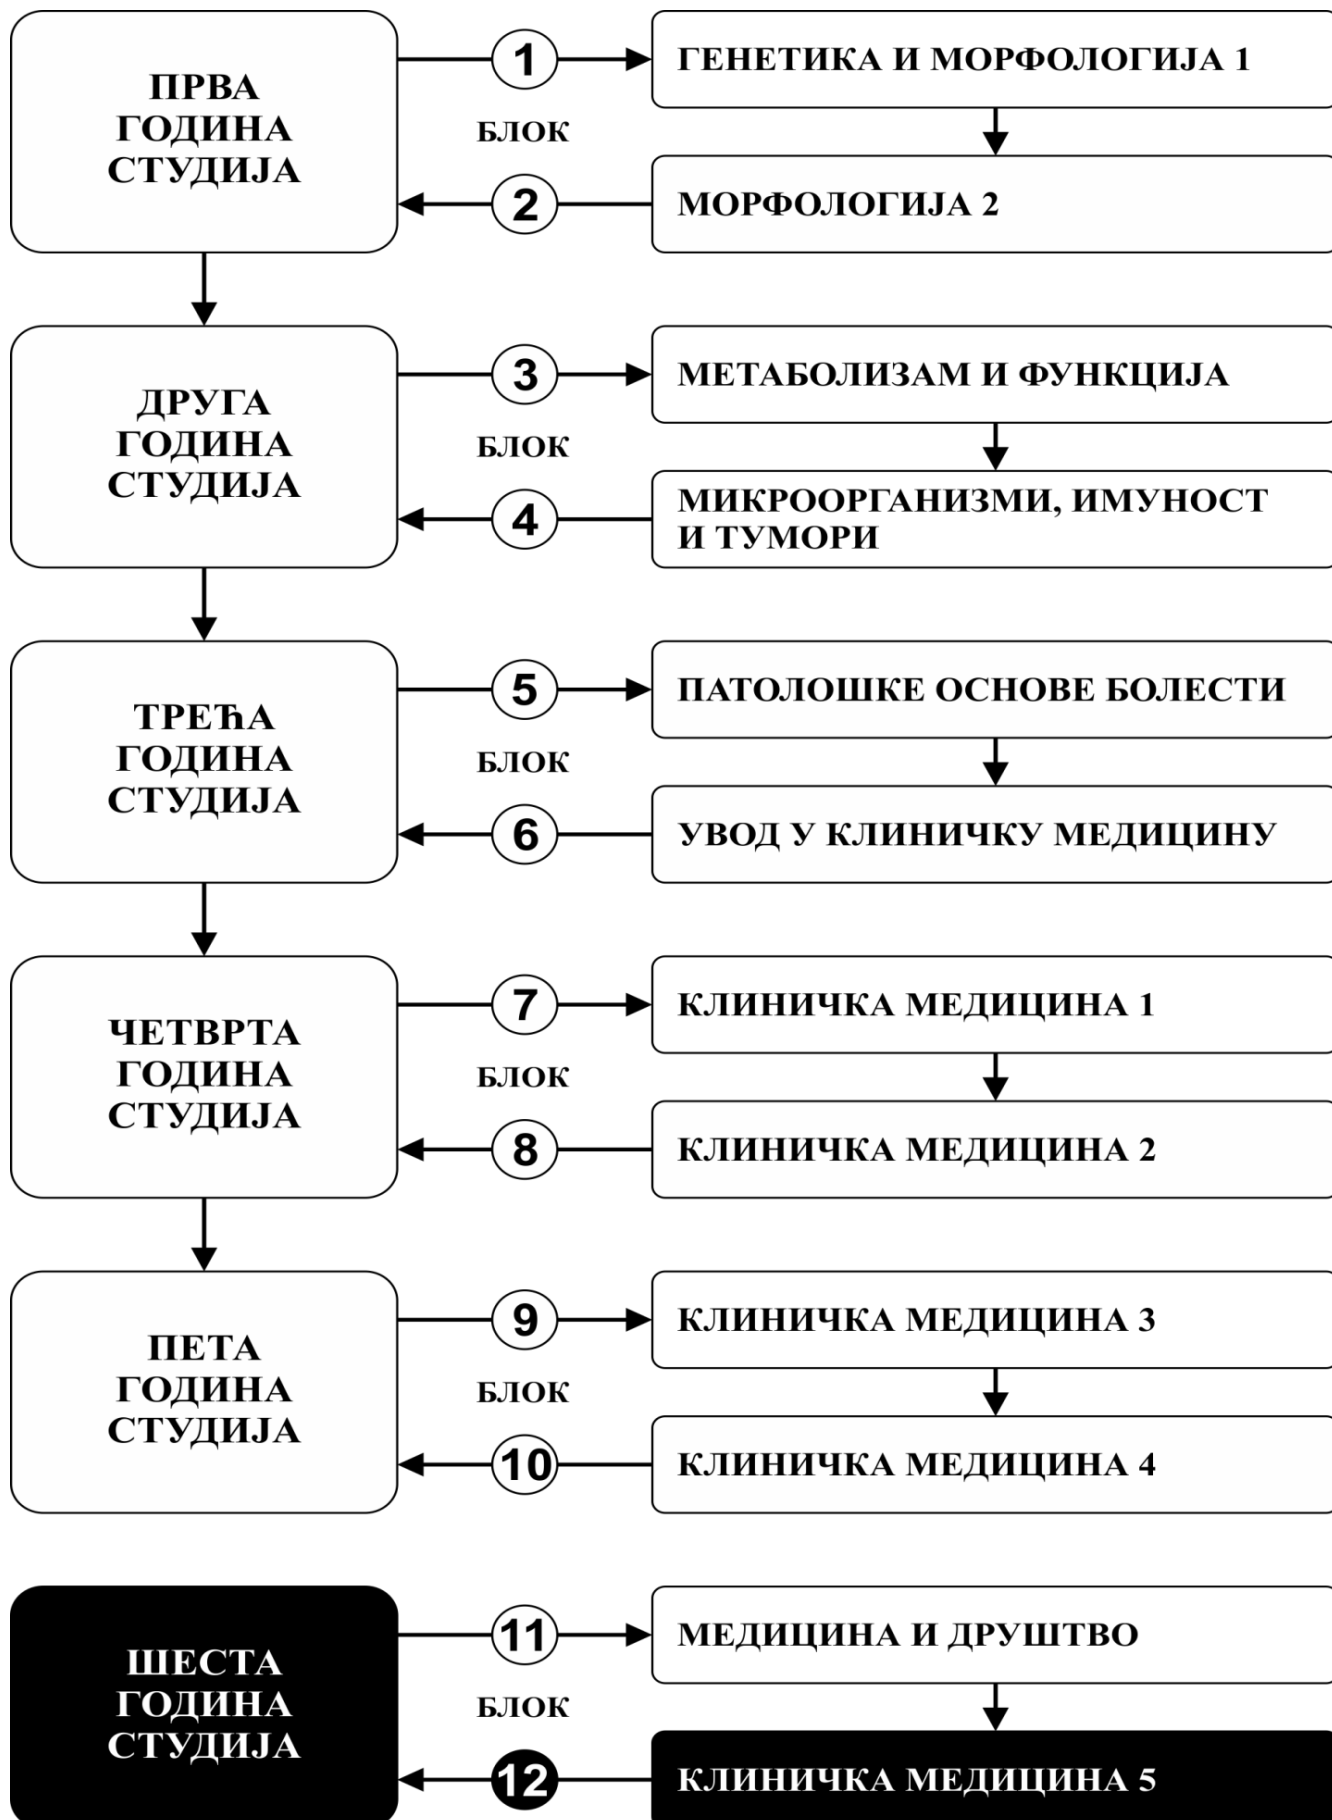 ПРВА
ГОДИНА
СТУДИЈА
1
БЛОК
2
ГЕНЕТИКА И МОРФОЛОГИЈА 1
МОРФОЛОГИЈА 2
ДРУГА
ГОДИНА
СТУДИЈА
3
БЛОК
4
МЕТАБОЛИЗАМ И ФУНКЦИЈА
МИКРООРГАНИЗМИ, ИМУНОСТ
И ТУМОРИ
ТРЕЋА
ГОДИНА
СТУДИЈА
5
БЛОК
6
ПАТОЛОШКЕ ОСНОВЕ БОЛЕСТИ
УВОД У КЛИНИЧКУ МЕДИЦИНУ
ЧЕТВРТА
ГОДИНА
СТУДИЈА
7
БЛОК
8
КЛИНИЧКА МЕДИЦИНА 1
КЛИНИЧКА МЕДИЦИНА 2
ПЕТА
ГОДИНА
СТУДИЈА
9
БЛОК
10
КЛИНИЧКА МЕДИЦИНА 3
КЛИНИЧКА МЕДИЦИНА 4
ШЕСТА
ГОДИНА
СТУДИЈА
11
БЛОК
12
МЕДИЦИНА И ДРУШТВО
КЛИНИЧКА МЕДИЦИНА 5